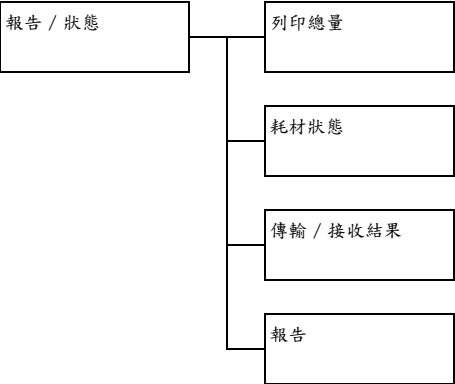 報告 / 狀態
列印總量
耗材狀態
傳輸 / 接收結果
報告